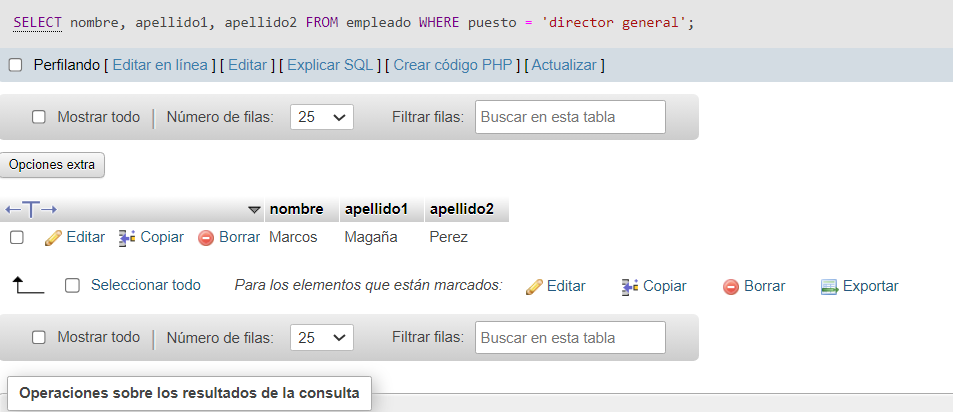 SELECT nombre, apellido1, apellido2 FROM empleado WHERE puesto = 'director general';
Perfilando [ Editar en línea ] [ Editar ] [ Explicar SQL ] [ Crear código PHP ] [ Actualizar ]
Mostrar todo | Número de filas: 25 Filtrar filas: Buscar en esta tabla
Opciones extra
←T→ nombre apellido1 apellido2
Editar Copiar Borrar Marcos Magaña Perez
Seleccionar todo Para los elementos que están marcados: Editar Copiar Borrar Exportar
Mostrar todo | Número de filas: 25 Filtrar filas: Buscar en esta tabla
Operaciones sobre los resultados de la consulta